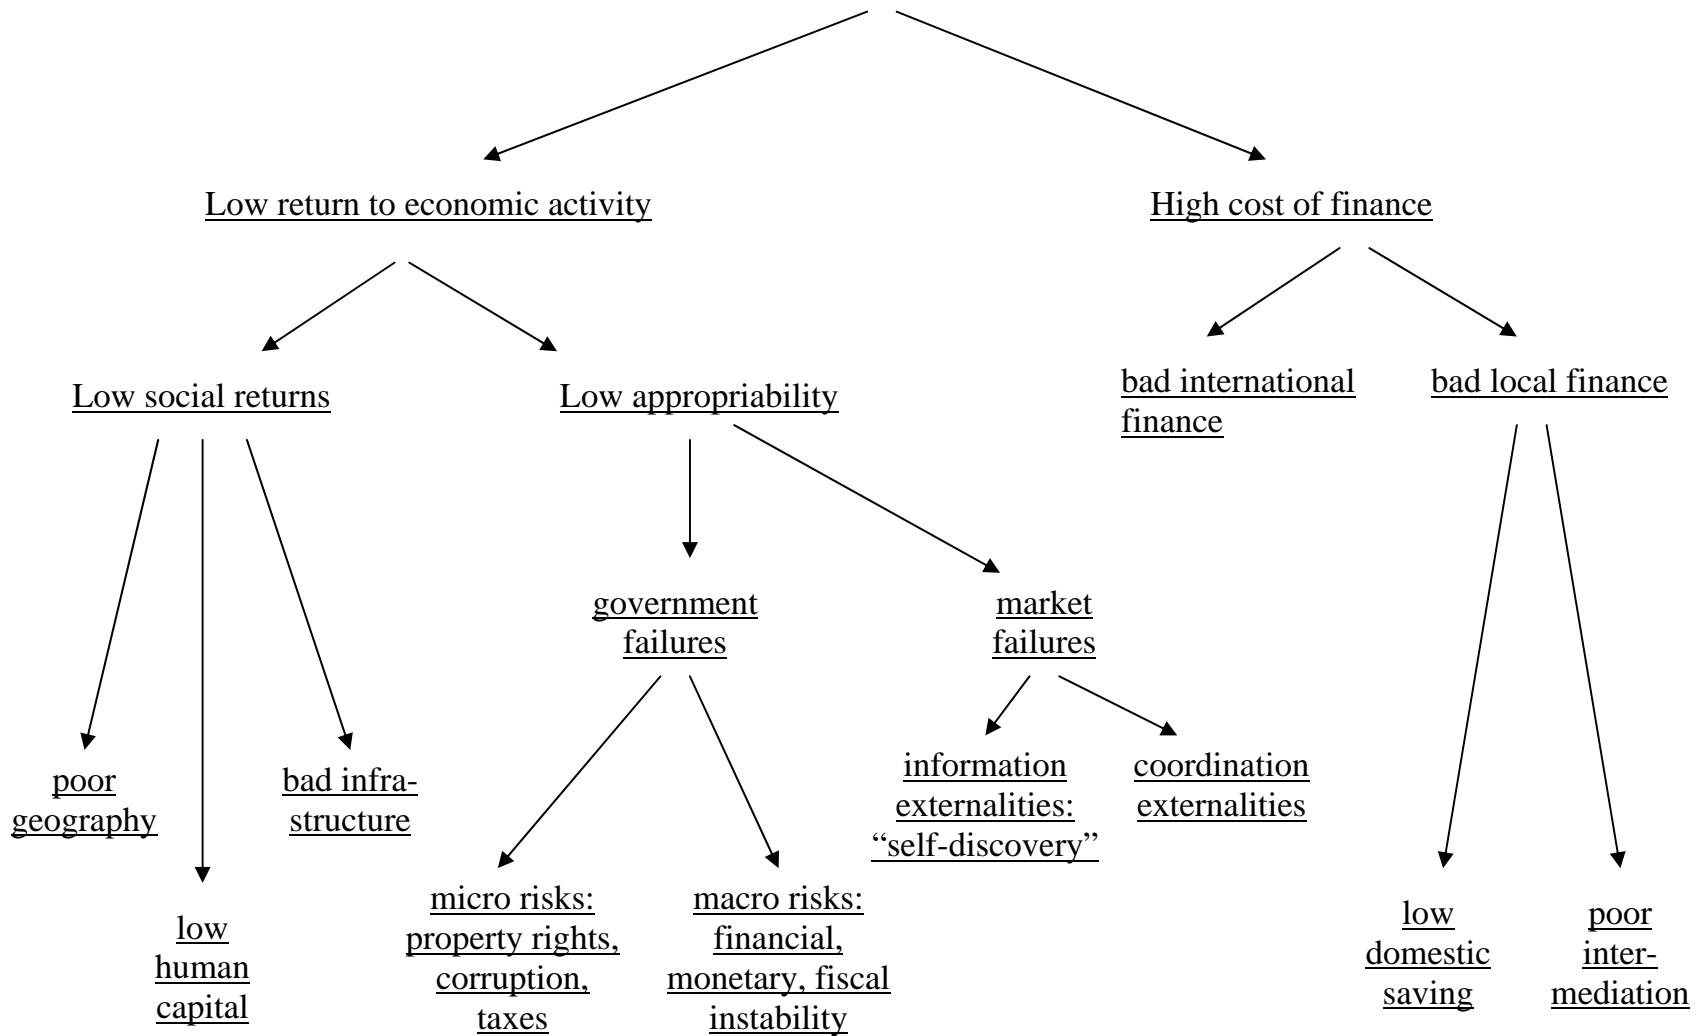 Low return to economic activity
High cost of finance
Low social returns
Low appropriability
bad international
finance
bad local finance
government
failures
market
failures
poor
geography
bad infra-
structure
information
externalities:
“self-discovery”
coordination
externalities
low
human
capital
micro risks:
property rights,
corruption,
taxes
macro risks:
financial,
monetary, fiscal
instability
low
domestic
saving
poor
inter-
mediation